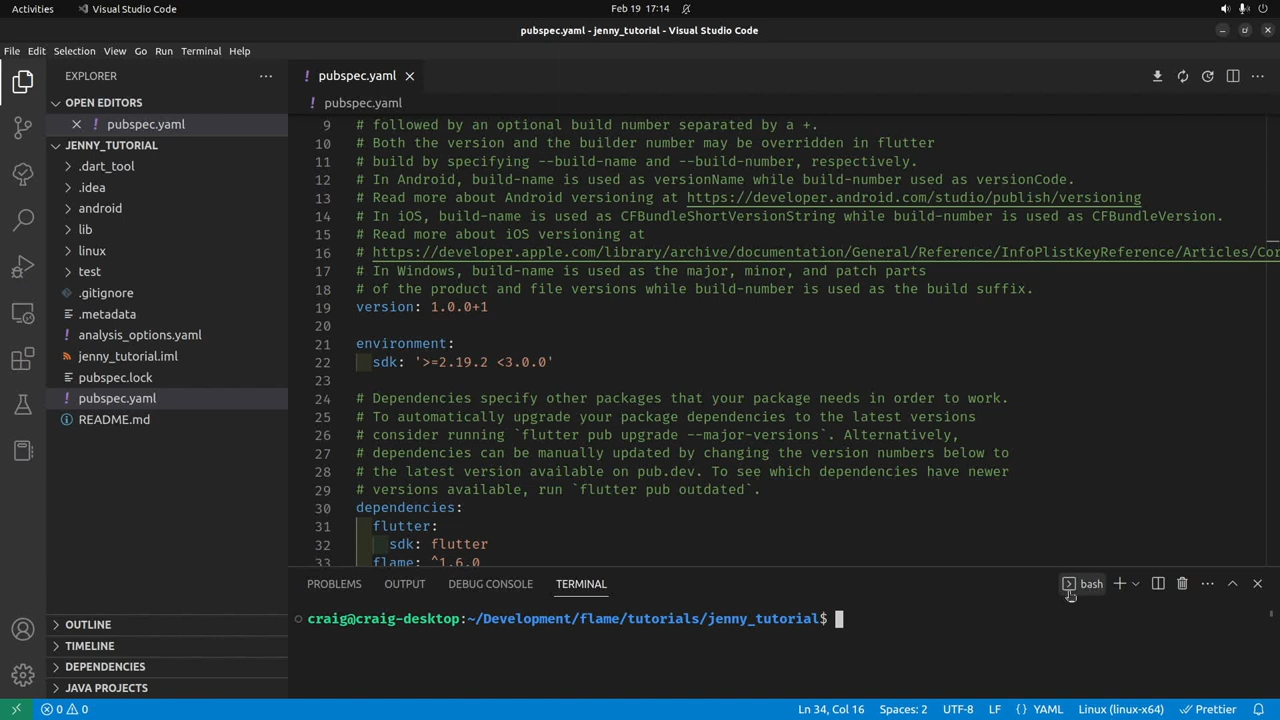 Activities
Visual Studio Code
Feb 19 17:14
pubspec.yaml - jenny_tutorial - Visual Studio Code
File Edit Selection View Go Run Terminal Help
EXPLORER
OPEN EDITORS
pubspec.yaml
JENNY_TUTORIAL
.dart_tool
.idea
android
lib
linux
test
.gitignore
.metadata
analysis_options.yaml
jenny_tutorial.iml
pubspec.lock
pubspec.yaml
README.md
OUTLINE
TIMELINE
DEPENDENCIES
JAVA PROJECTS
pubspec.yaml
pubspec.yaml
9 # followed by an optional build number separated by a +.
10 # Both the version and the builder number may be overridden in flutter
11 # build by specifying --build-name and --build-number, respectively.
12 # In Android, build-name is used as versionName while build-number used as versionCode.
13 # Read more about Android versioning at https://developer.android.com/studio/publish/versioning
14 # In iOS, build-name is used as CFBundleShortVersionString while build-number is used as CFBundleVersion.
15 # Read more about iOS versioning at
16 # https://developer.apple.com/library/archive/documentation/General/Reference/InfoPlistKeyReference/Articles/Cor
17 # In Windows, build-name is used as the major, minor, and patch parts
18 # of the product and file versions while build-number is used as the build suffix.
19 version: 1.0.0+1
20
21 environment:
22 sdk: '>=2.19.2 <3.0.0'
23
24 # Dependencies specify other packages that your package needs in order to work.
25 # To automatically upgrade your package dependencies to the latest versions
26 # consider running `flutter pub upgrade --major-versions`. Alternatively,
27 # dependencies can be manually updated by changing the version numbers below to
28 # the latest version available on pub.dev. To see which dependencies have newer
29 # versions available, run `flutter pub outdated`.
30 dependencies:
31 flutter:
32 sdk: flutter
33 flame: ^1.6.0
PROBLEMS OUTPUT DEBUG CONSOLE TERMINAL
bash
craig@craig-desktop:~/Development/flame/tutorials/jenny_tutorial$
0 0
Ln 34, Col 16 Spaces: 2 UTF-8 LF {} YAML Linux (linux-x64) Prettier